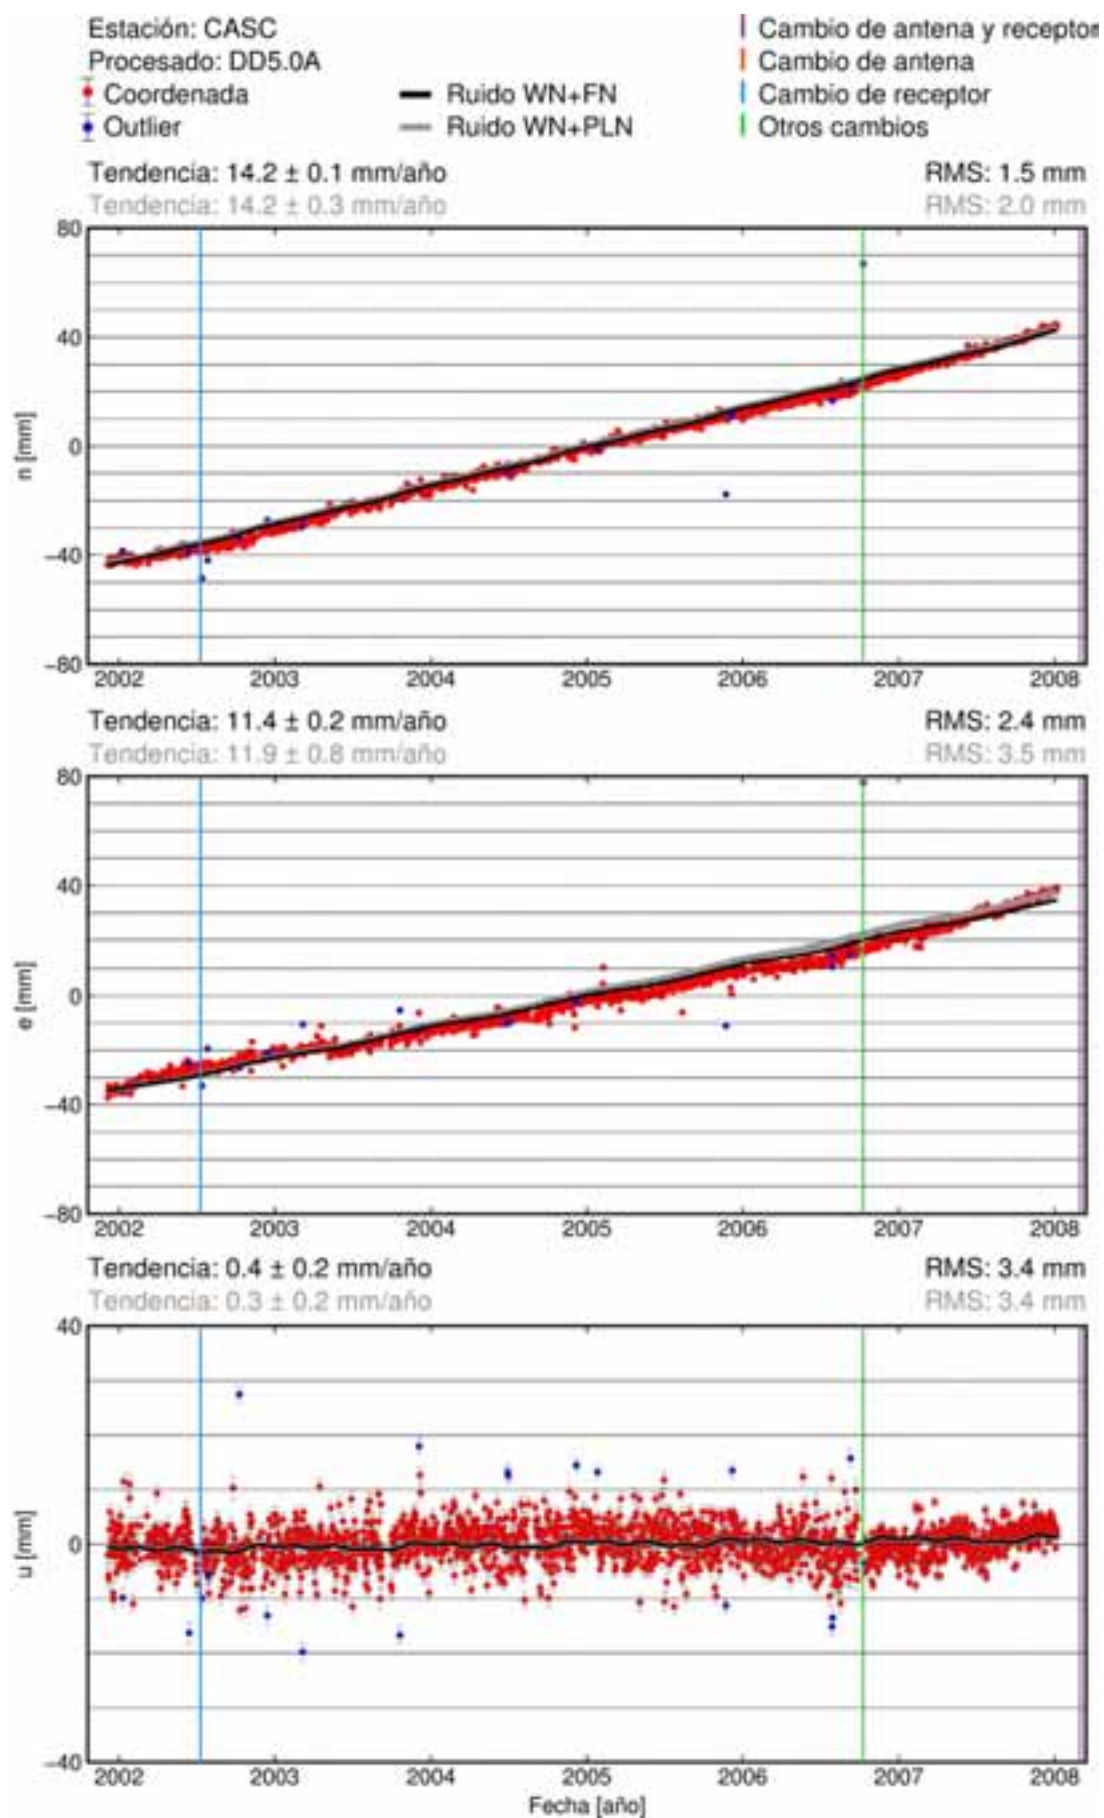 Estación: CASC
Procesado: DD5.0A
Coordenada
Outlier
Ruido WN+FN
Ruido WN+PLN
Cambio de antena y receptor
Cambio de antena
Cambio de receptor
Otros cambios
Tendencia: 14.2 ± 0.1 mm/año RMS: 1.5 mm
Tendencia: 14.2 ± 0.3 mm/año RMS: 2.0 mm
80
40
0
−40
−80
n [mm]
2002 2003 2004 2005 2006 2007 2008
Tendencia: 11.4 ± 0.2 mm/año RMS: 2.4 mm
Tendencia: 11.9 ± 0.8 mm/año RMS: 3.5 mm
80
40
0
−40
−80
e [mm]
2002 2003 2004 2005 2006 2007 2008
Tendencia: 0.4 ± 0.2 mm/año RMS: 3.4 mm
Tendencia: 0.3 ± 0.2 mm/año RMS: 3.4 mm
40
20
0
−20
−40
u [mm]
2002 2003 2004 2005 2006 2007 2008
Fecha [año]